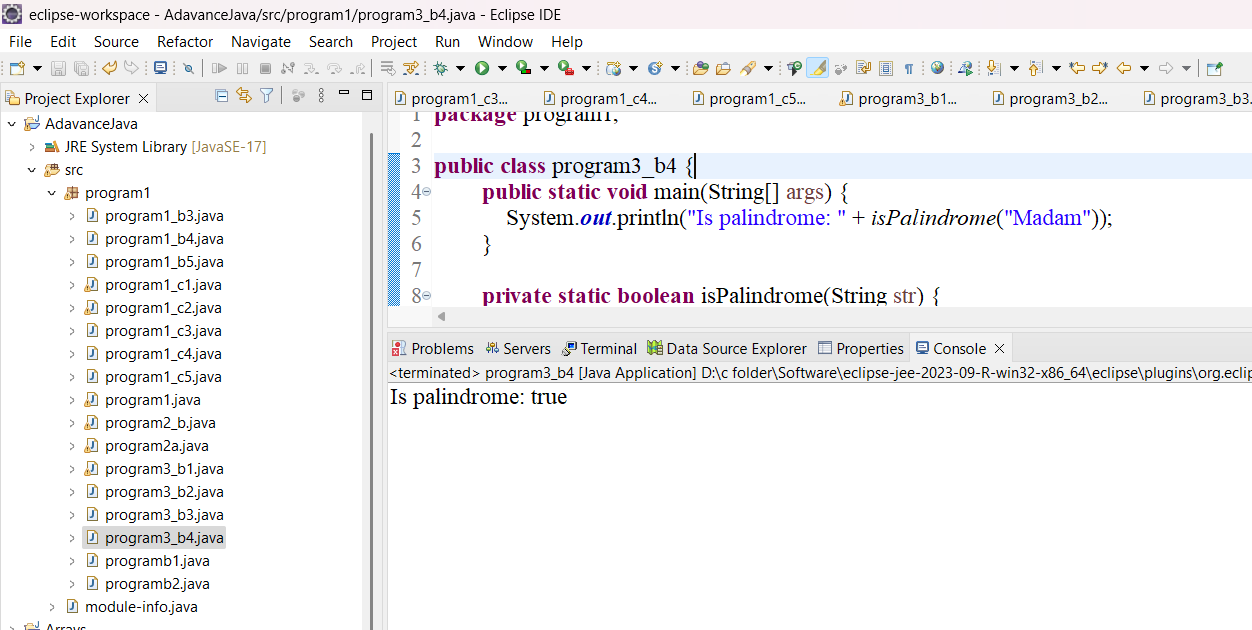 eclipse-workspace - AdavanceJava/src/program1/program3_b4.java - Eclipse IDE
File Edit Source Refactor Navigate Search Project Run Window Help
Project Explorer
AdavanceJava
JRE System Library [JavaSE-17]
src
program1
program1_b3.java
program1_b4.java
program1_b5.java
program1_c1.java
program1_c2.java
program1_c3.java
program1_c4.java
program1_c5.java
program1.java
program2_b.java
program2a.java
program3_b1.java
program3_b2.java
program3_b3.java
program3_b4.java
programb1.java
programb2.java
module-info.java
Arrays
program1_c3... program1_c4... program1_c5... program3_b1... program3_b2... program3_b3.
1 package program1;
2
3 public class program3_b4 {
4 public static void main(String[] args) {
5 System.out.println("Is palindrome: " + isPalindrome("Madam"));
6 }
7
8 private static boolean isPalindrome(String str) {
Problems Servers Terminal Data Source Explorer Properties Console
<terminated> program3_b4 [Java Application] D:\c folder\Software\eclipse-jee-2023-09-R-win32-x86_64\eclipse\plugins\org.eclip
Is palindrome: true